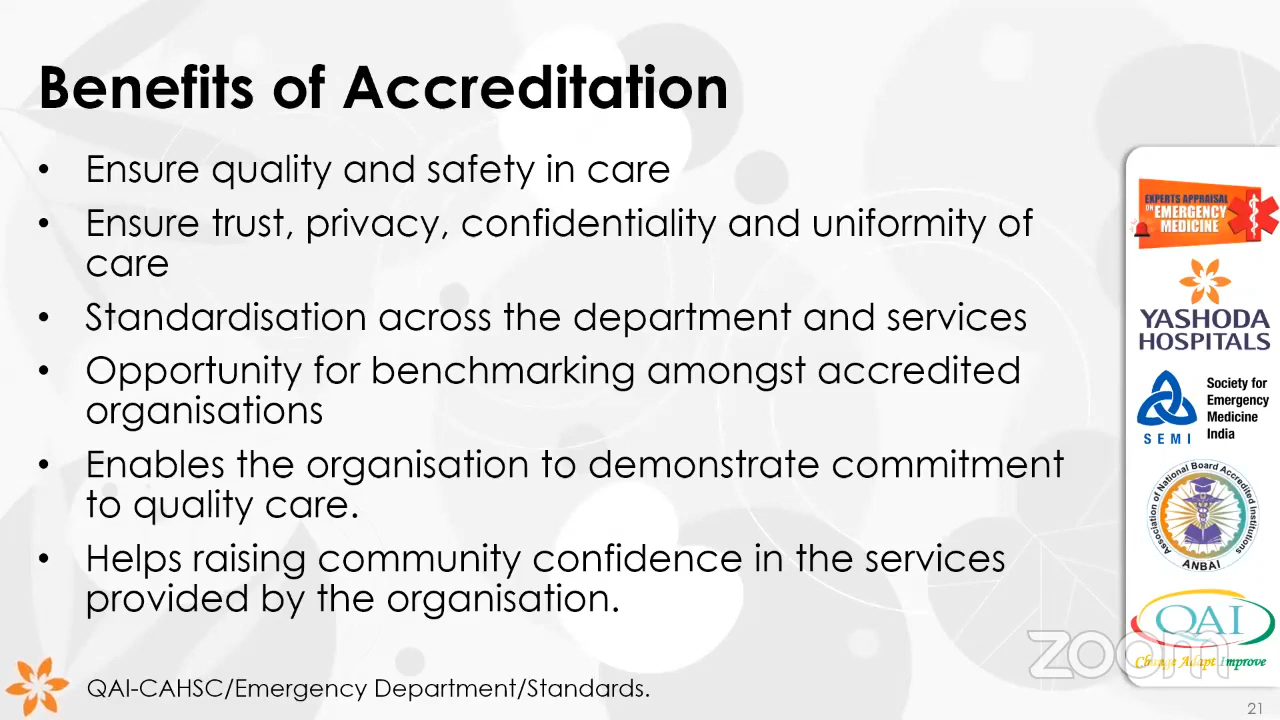 Benefits of Accreditation
• Ensure quality and safety in care
• Ensure trust, privacy, confidentiality and uniformity of
care
• Standardisation across the department and services
• Opportunity for benchmarking amongst accredited
organisations
• Enables the organisation to demonstrate commitment
to quality care.
• Helps raising community confidence in the services
provided by the organisation.
QAI-CAHSC/Emergency Department/Standards.
EXPERTS APPRAISAL
ON EMERGENCY
MEDICINE
YASHODA
HOSPITALS
Society for
Emergency
Medicine
India
SEMI
Association of National Board Accredited Institutions
ANBAI
QAI
Change Adapt Improve
zoom
21